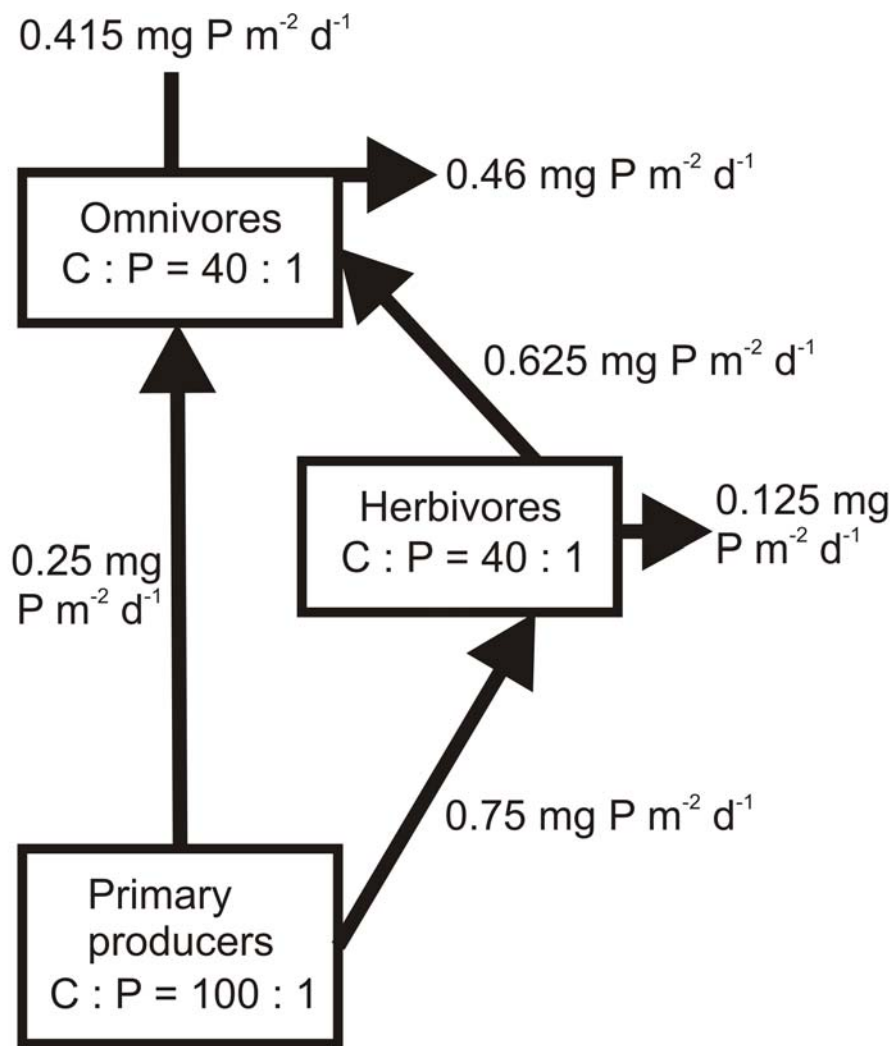 0.415 mg P m⁻² d⁻¹
0.46 mg P m⁻² d⁻¹
Omnivores
C : P = 40 : 1
0.625 mg P m⁻² d⁻¹
Herbivores
C : P = 40 : 1
0.125 mg
P m⁻² d⁻¹
0.25 mg
P m⁻² d⁻¹
0.75 mg P m⁻² d⁻¹
Primary
producers
C : P = 100 : 1